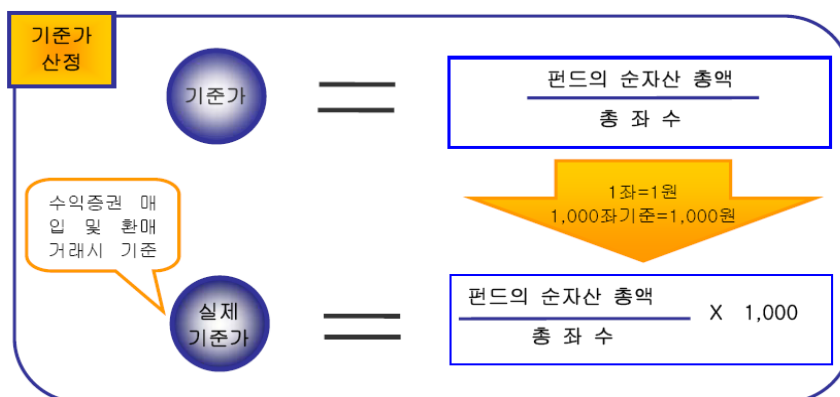 기준가
산정
기준가
펀드의 순자산 총액
총 좌 수
1좌=1원
1,000좌기준=1,000원
수익증권 매
입 및 환매
거래시 기준
실제
기준가
펀드의 순자산 총액
총 좌 수
X 1,000